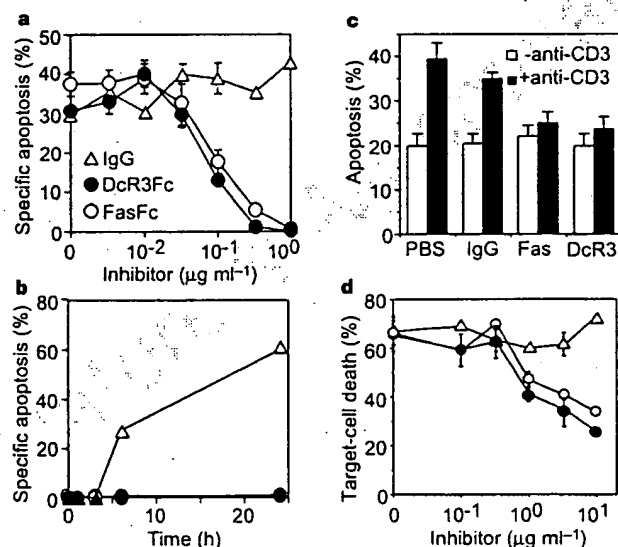 a
Specific apoptosis (%)
50
40
30
20
10
0
△ IgG
● DcR3Fc
○ FasFc
0 10⁻² 10⁻¹ 10⁰
Inhibitor (µg ml⁻¹)
b
Specific apoptosis (%)
80
60
40
20
0
0 10 20
Time (h)
c
Apoptosis (%)
40
30
20
10
0
-anti-CD3
+anti-CD3
PBS IgG Fas DcR3
d
Target-cell death (%)
80
60
40
20
0
0 10⁻¹ 10⁰ 10¹
Inhibitor (µg ml⁻¹)